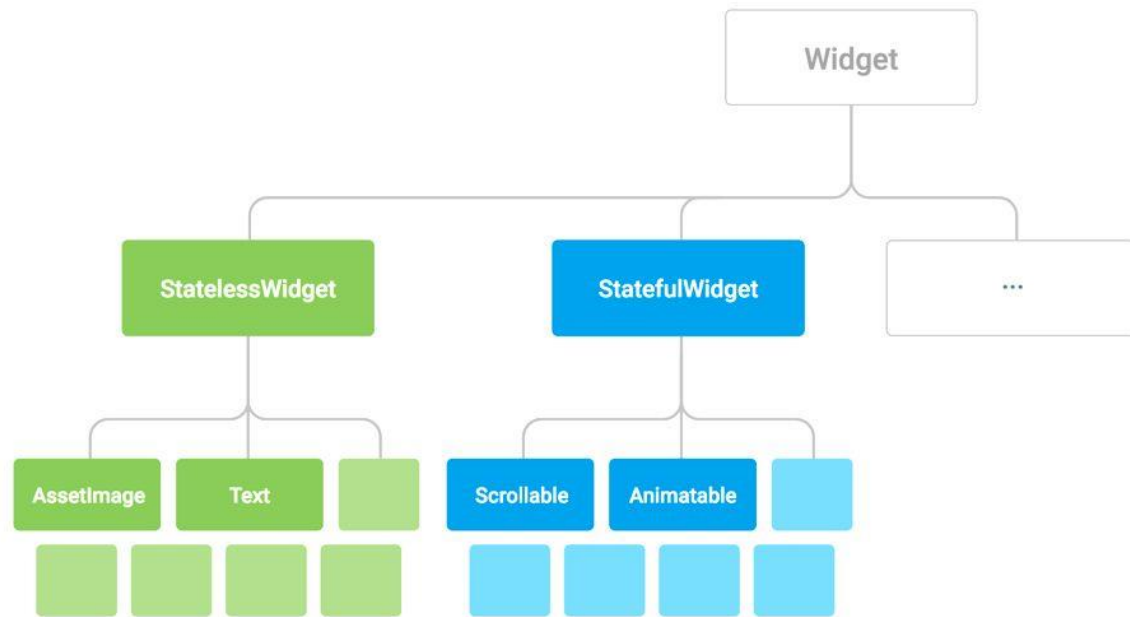 Widget
StatelessWidget
StatefulWidget
...
AssetImage
Text
Scrollable
Animatable